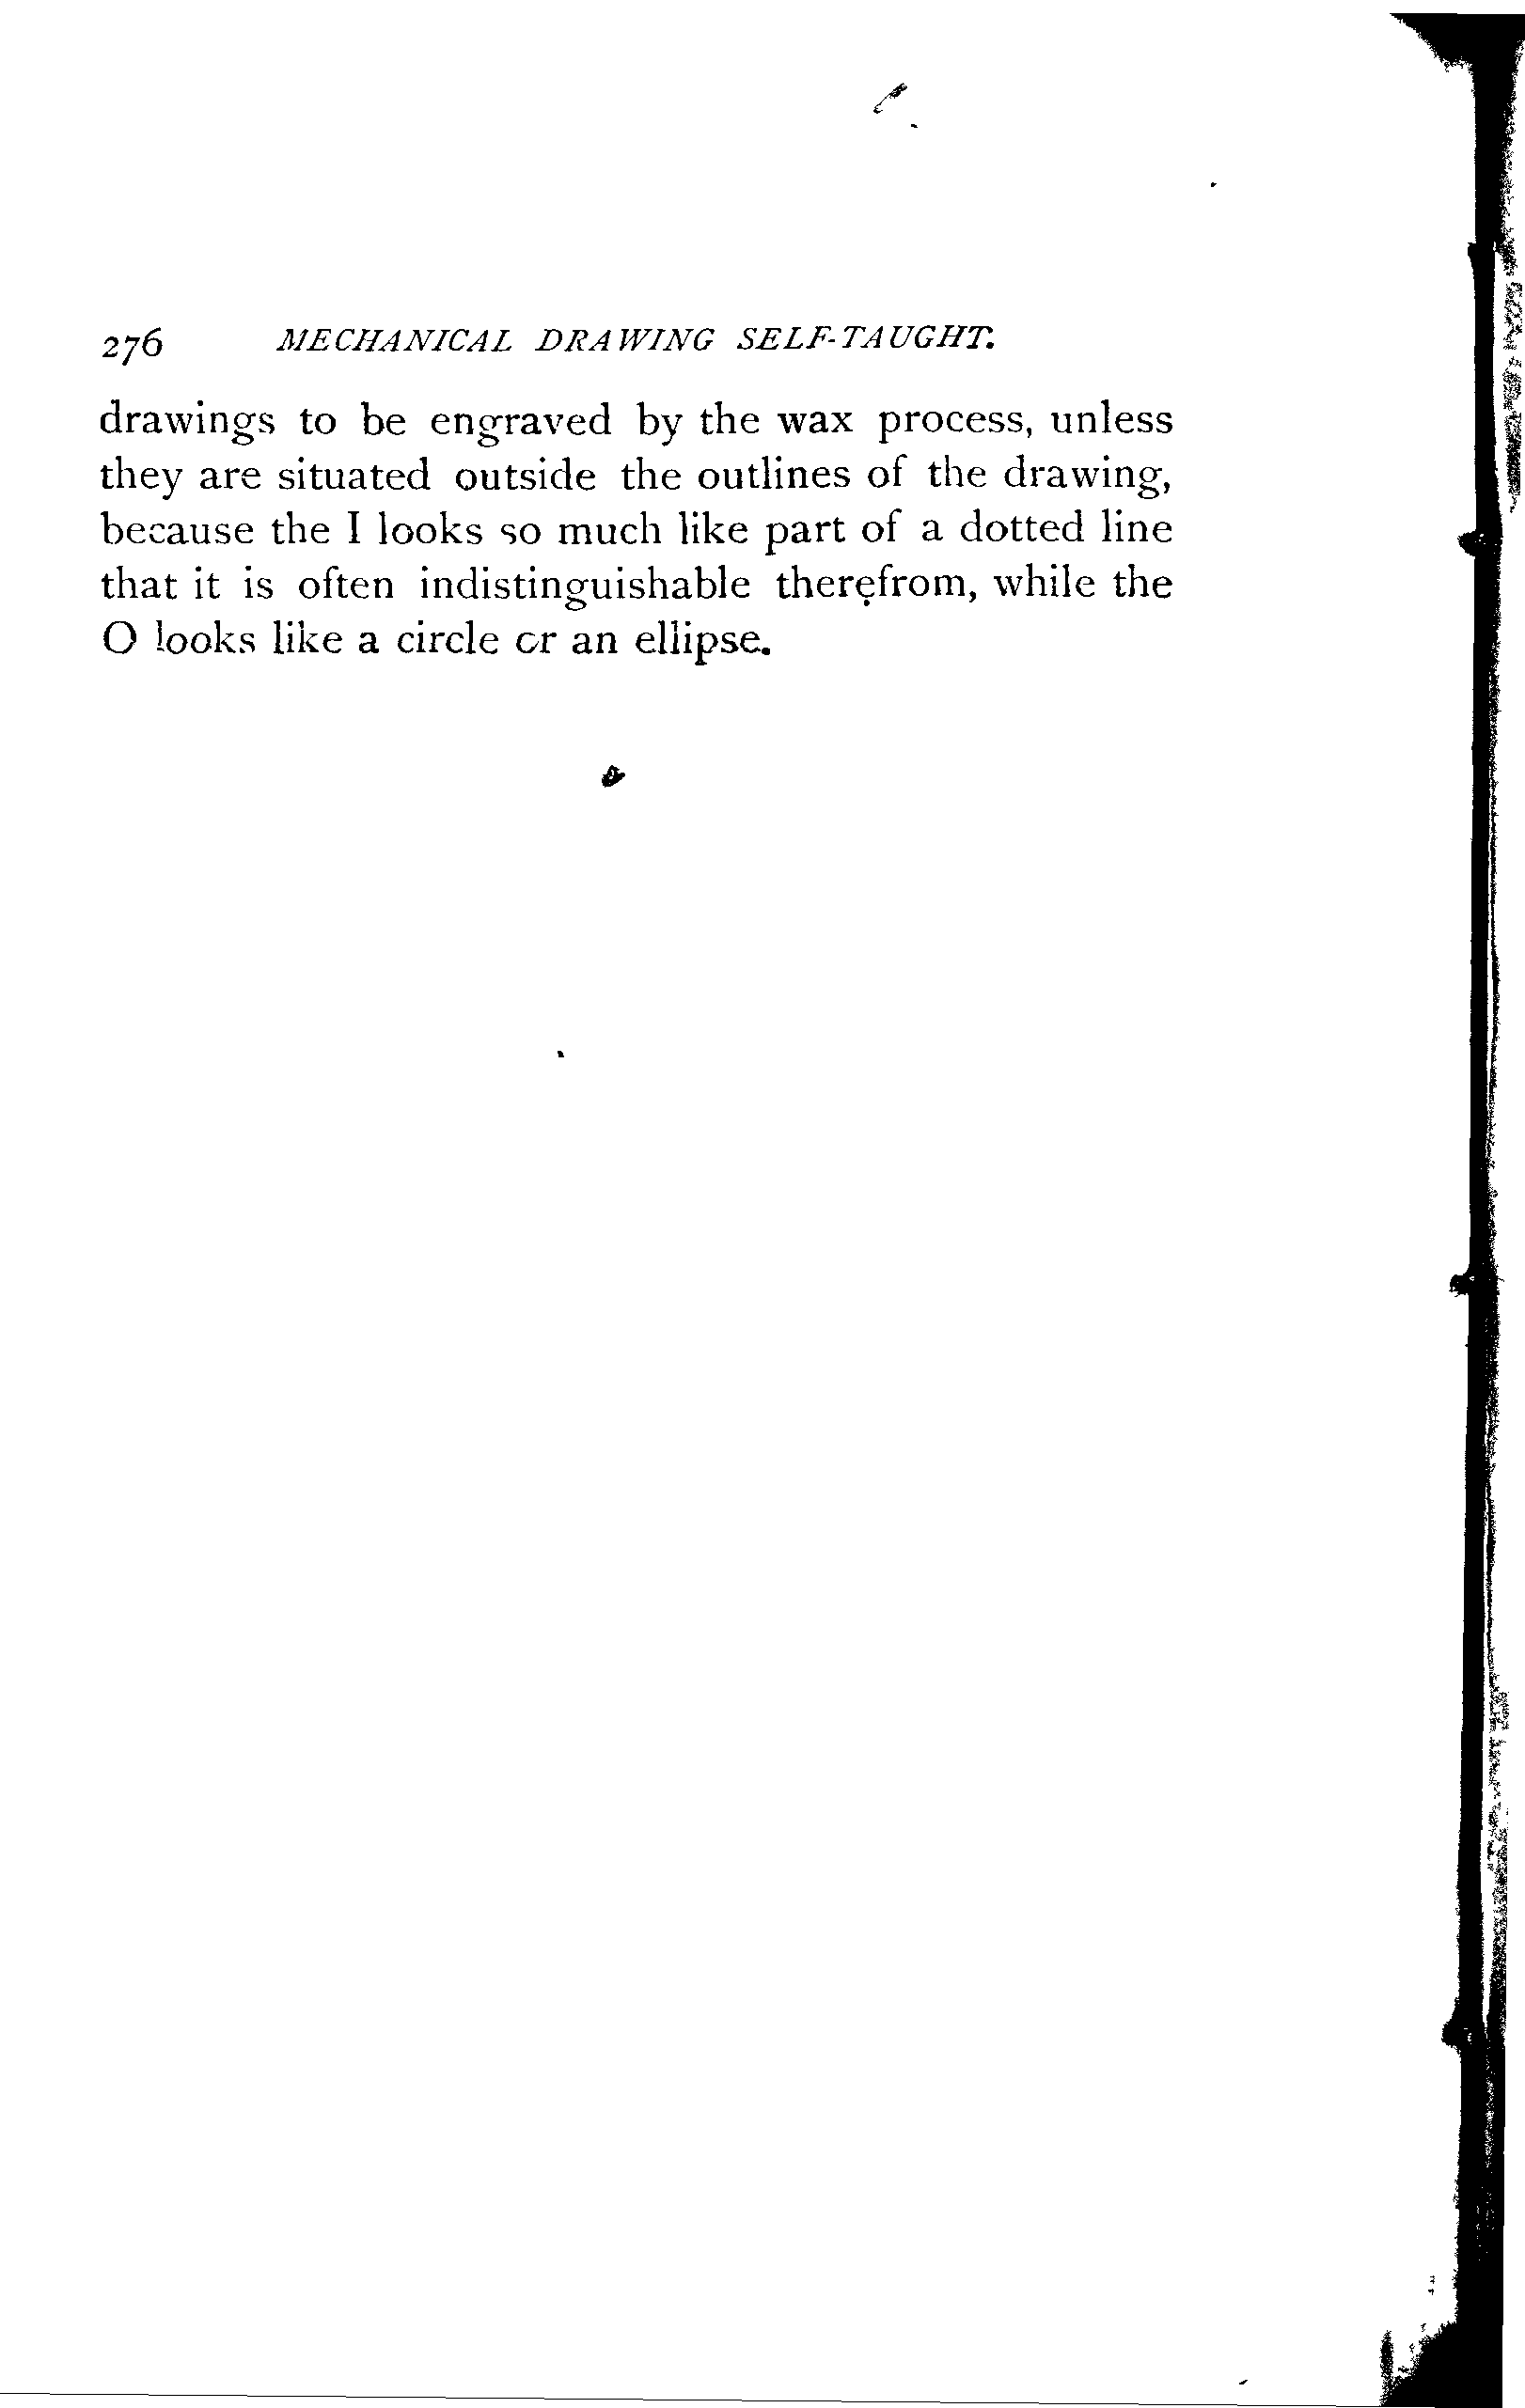 276 MECHANICAL DRAWING SELF-TAUGHT.
drawings to be engraved by the wax process, unless
they are situated outside the outlines of the drawing,
because the I looks so much like part of a dotted line
that it is often indistinguishable therefrom, while the
O looks like a circle or an ellipse.